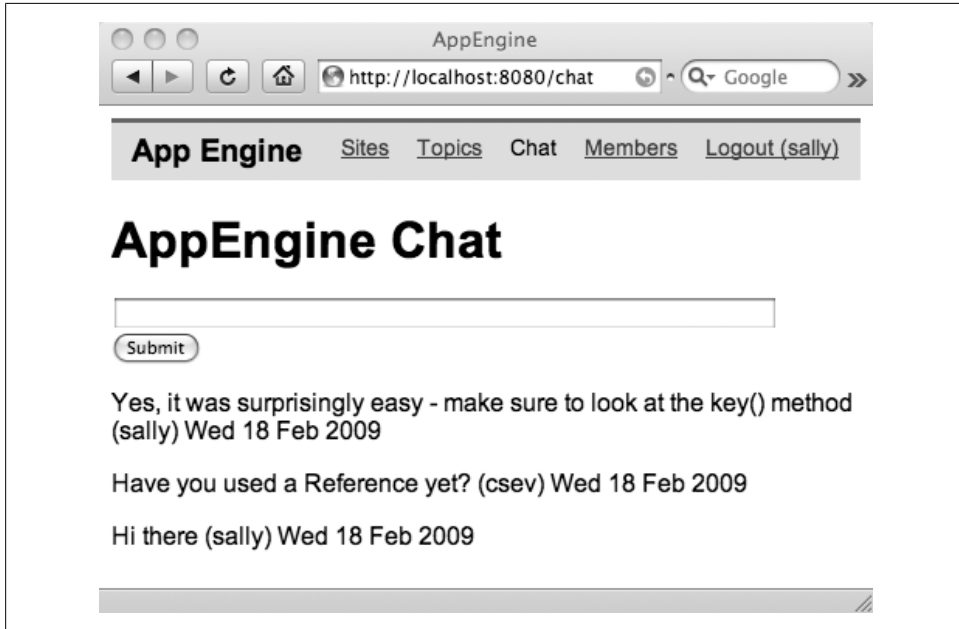 AppEngine
http://localhost:8080/chat
Google
App Engine Sites Topics Chat Members Logout (sally)
AppEngine Chat
Submit
Yes, it was surprisingly easy - make sure to look at the key() method
(sally) Wed 18 Feb 2009
Have you used a Reference yet? (csev) Wed 18 Feb 2009
Hi there (sally) Wed 18 Feb 2009